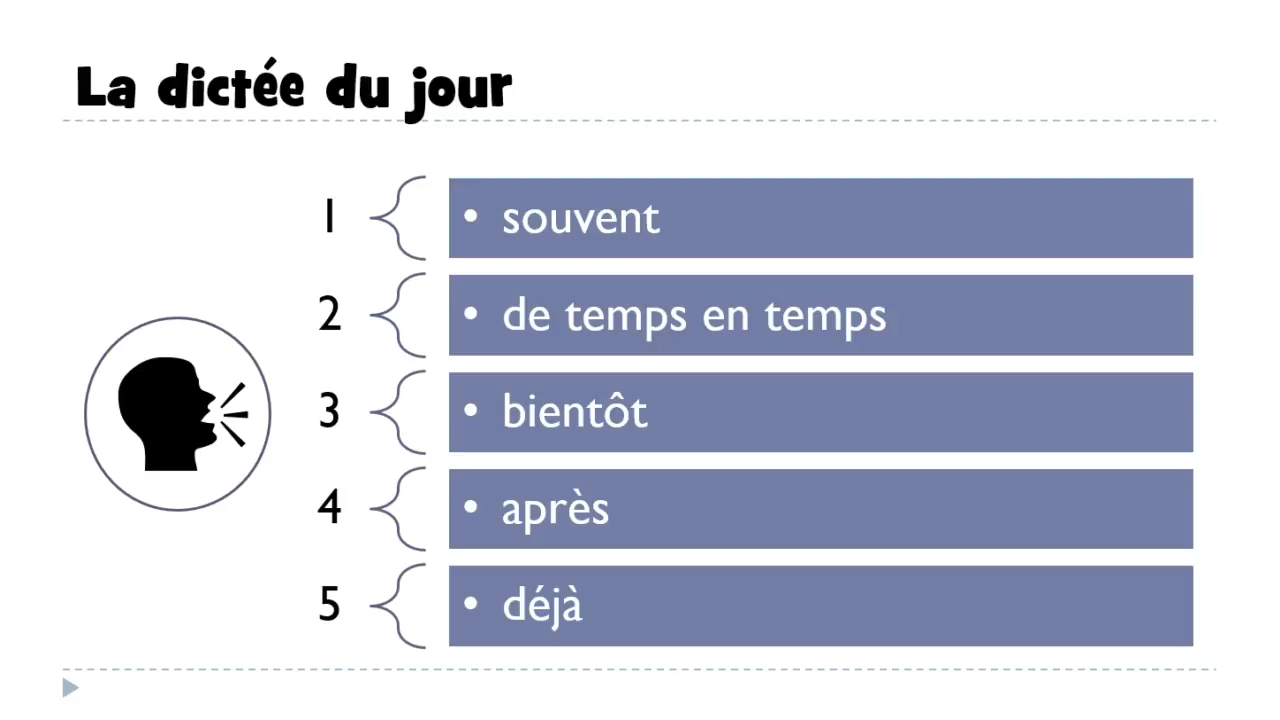 La dictée du jour
1 • souvent
2 • de temps en temps
3 • bientôt
4 • après
5 • déjà